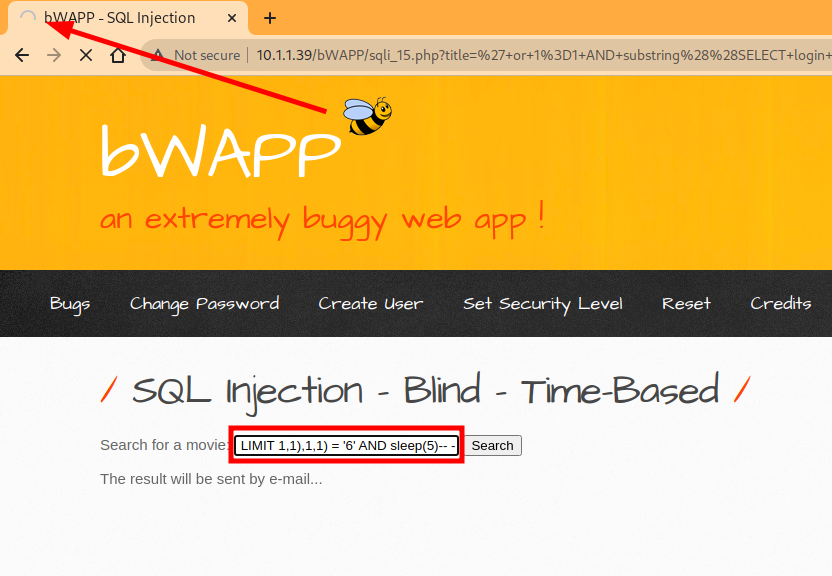 bWAPP - SQL Injection
Not secure 10.1.1.39/bWAPP/sqli_15.php?title=%27+or+1%3D1+AND+substring%28%28SELECT+login+
bWAPP
an extremely buggy web app !
Bugs Change Password Create User Set Security Level Reset Credits
/ SQL Injection - Blind - Time-Based /
Search for a movie: LIMIT 1,1),1,1) = '6' AND sleep(5)-- - Search
The result will be sent by e-mail...